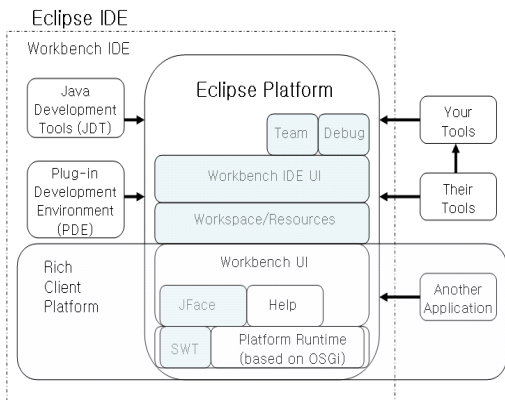 Eclipse IDE
Workbench IDE
Java
Development
Tools (JDT)
Plug-in
Development
Environment
(PDE)
Eclipse Platform
Team
Debug
Workbench IDE UI
Workspace/Resources
Your
Tools
Their
Tools
Rich
Client
Platform
Workbench UI
JFace
Help
SWT
Platform Runtime
(based on OSGi)
Another
Application